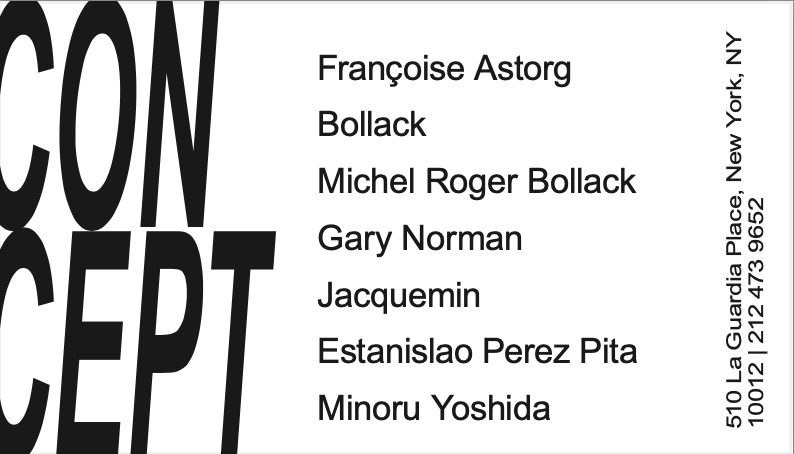 CON
CEPT
Françoise Astorg
Bollack
Michel Roger Bollack
Gary Norman
Jacquemin
Estanislao Perez Pita
Minoru Yoshida
510 La Guardia Place, New York, NY
10012 | 212 473 9652